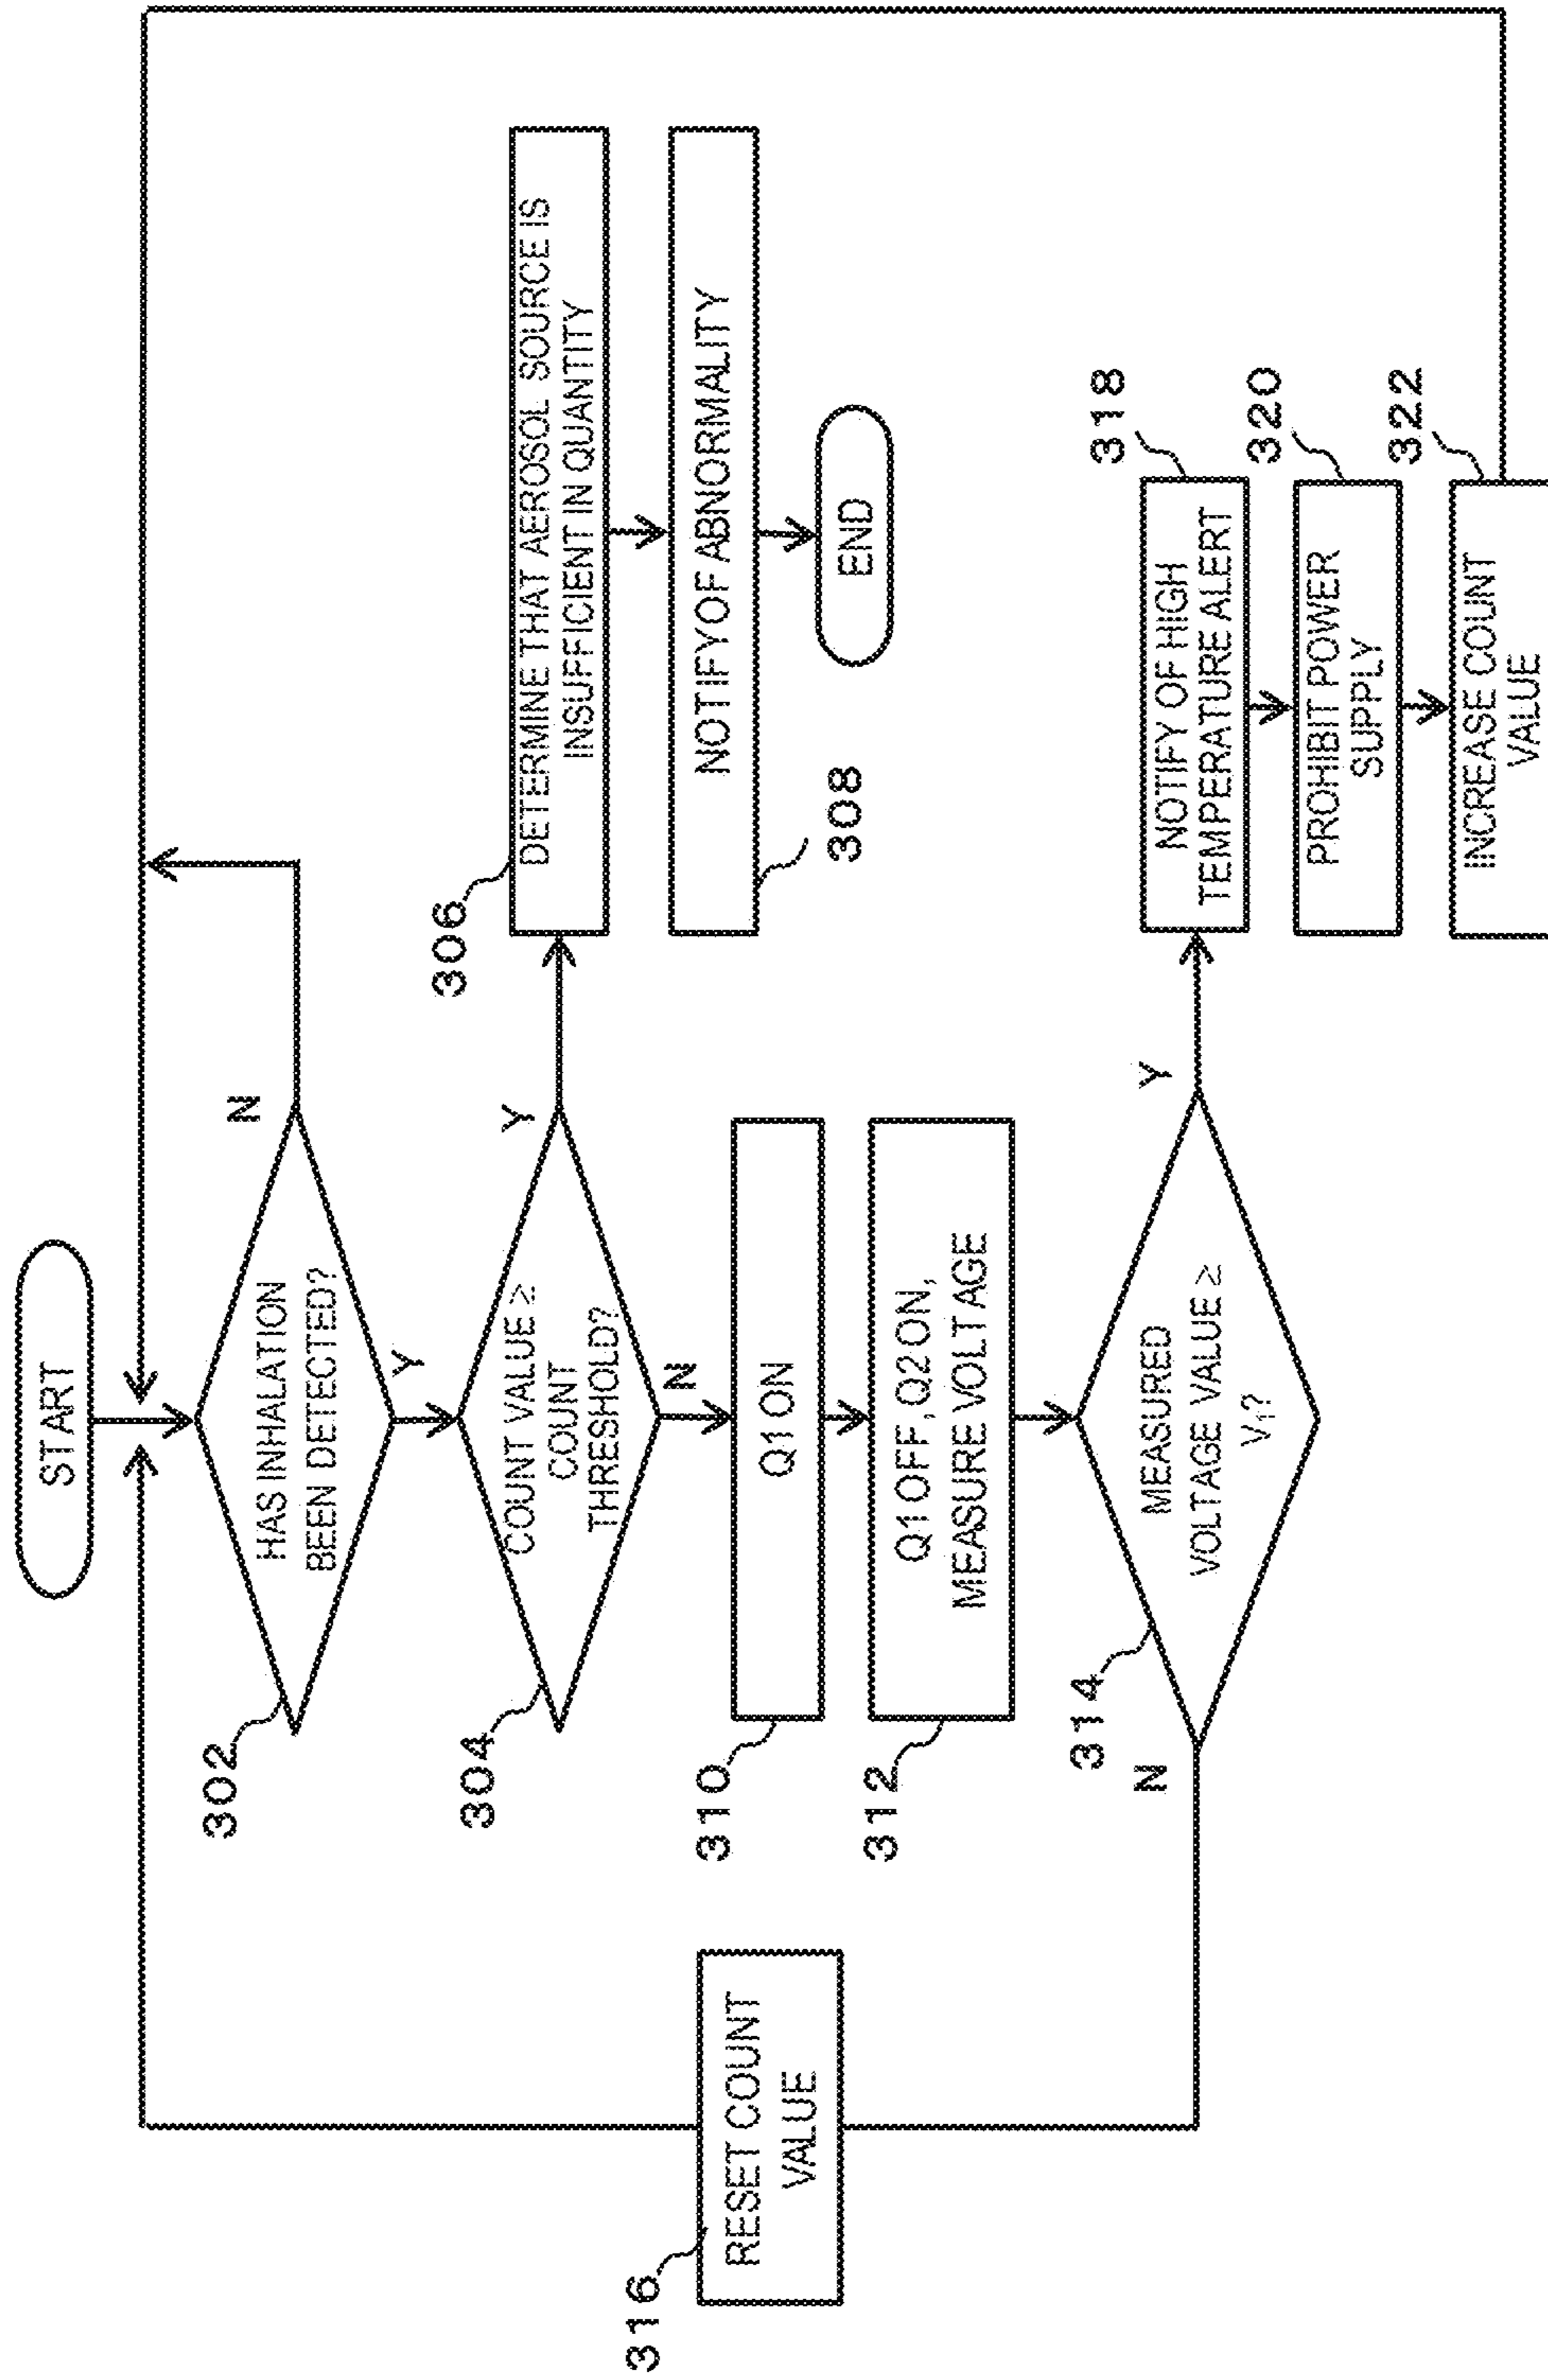 START
HAS INHALATION
BEEN DETECTED?
302
N
Y
COUNT VALUE ≥
COUNT
THRESHOLD?
304
Y
N
306
DETERMINE THAT AEROSOL SOURCE IS
INSUFFICIENT IN QUANTITY
NOTIFY OF ABNORMALITY
308
END
Q1 ON
310
Q1 OFF, Q2 ON,
MEASURE VOLTAGE
312
MEASURED
VOLTAGE VALUE ≥
V₁?
314
N
Y
316
RESET COUNT
VALUE
NOTIFY OF HIGH
TEMPERATURE ALERT
318
PROHIBIT POWER
SUPPLY
320
INCREASE COUNT
VALUE
322